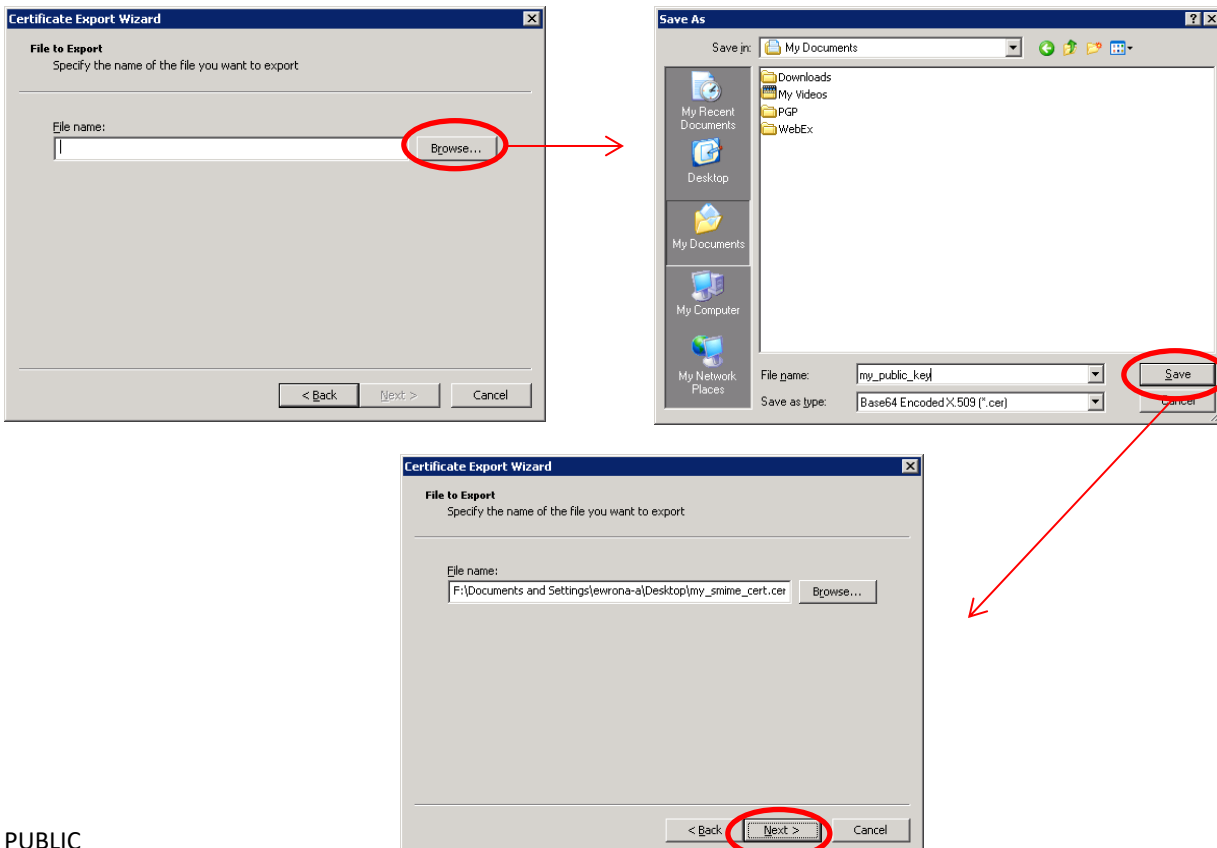 Certificate Export Wizard
File to Export
Specify the name of the file you want to export
File name:
Browse...
< Back
Next >
Cancel
Save As
Save in:
My Documents
My Recent
Documents
Desktop
My Documents
My Computer
My Network
Places
Downloads
My Videos
PGP
WebEx
File name:
my_public_key
Save
Save as type:
Base64 Encoded X.509 (*.cer)
Cancel
Certificate Export Wizard
File to Export
Specify the name of the file you want to export
File name:
F:\Documents and Settings\ewrona-a\Desktop\my_smime_cert.cer
Browse...
< Back
Next >
Cancel
PUBLIC